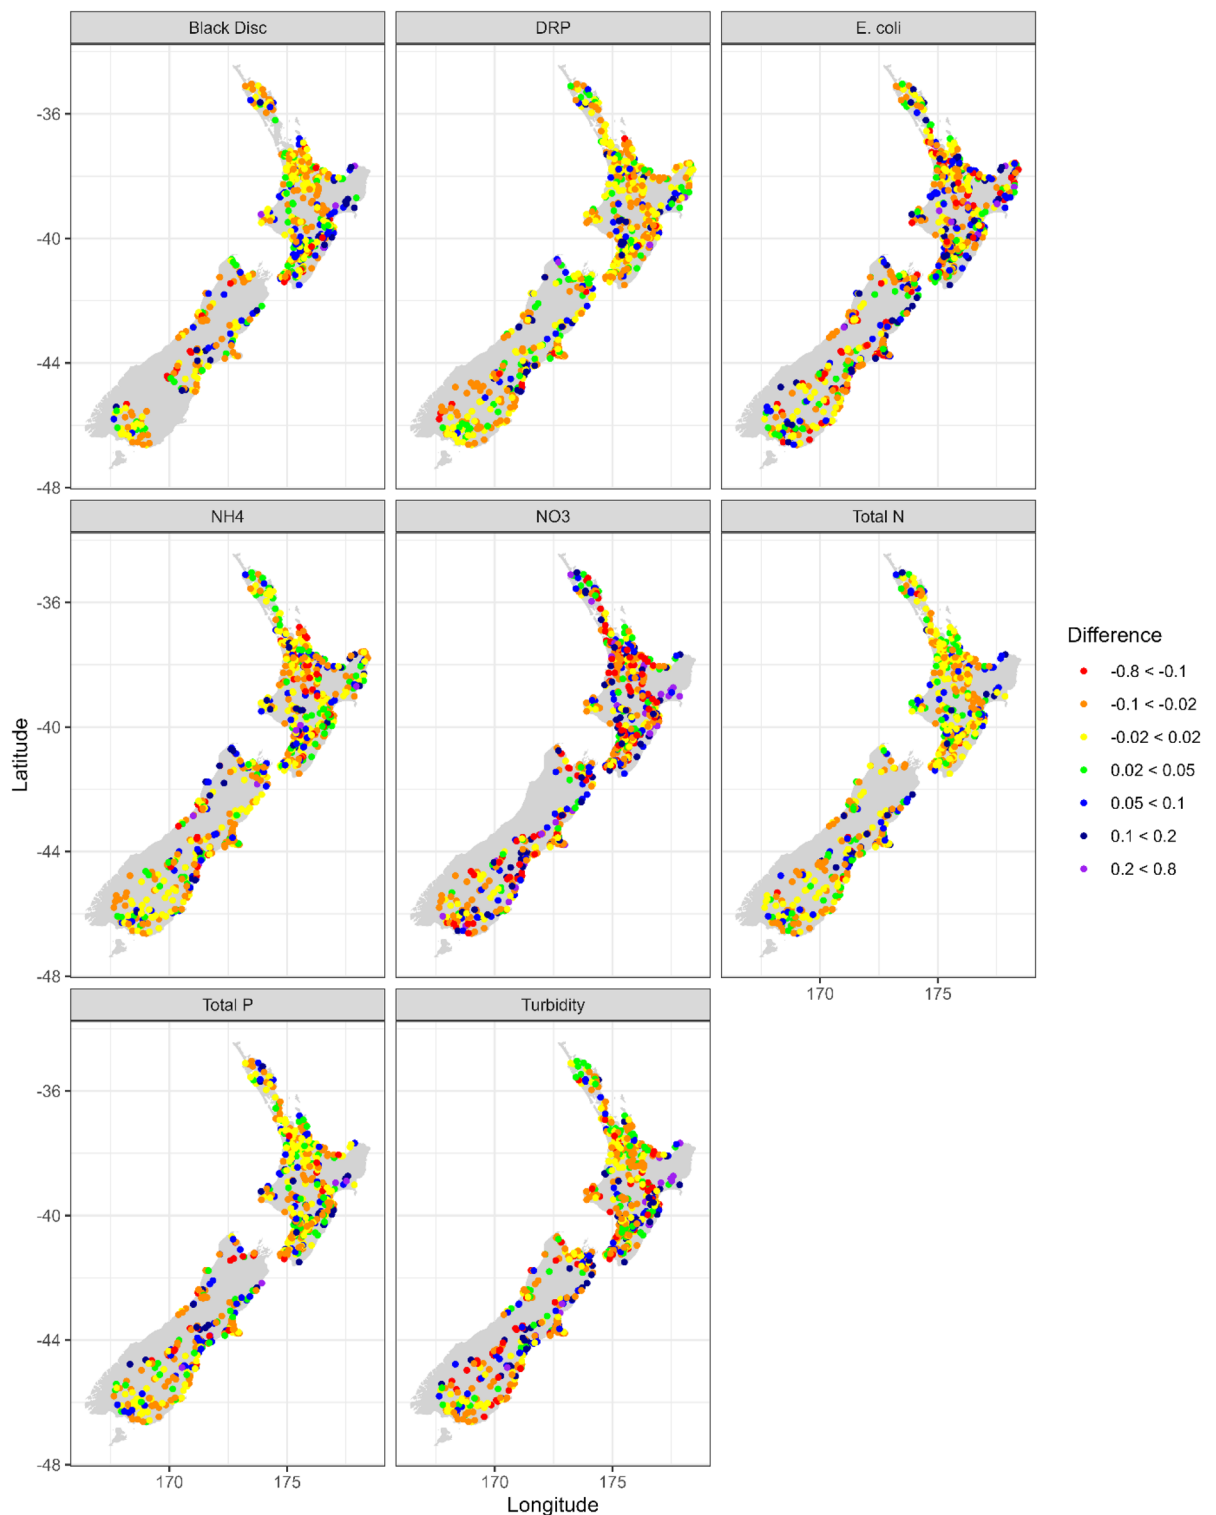 Black Disc
DRP
E. coli
-36
-40
-44
-48
NH4
NO3
Total N
-36
-40
-44
-48
Latitude
Difference
-0.8 < -0.1
-0.1 < -0.02
-0.02 < 0.02
0.02 < 0.05
0.05 < 0.1
0.1 < 0.2
0.2 < 0.8
170
175
Total P
Turbidity
-36
-40
-44
-48
170
175
170
175
Longitude